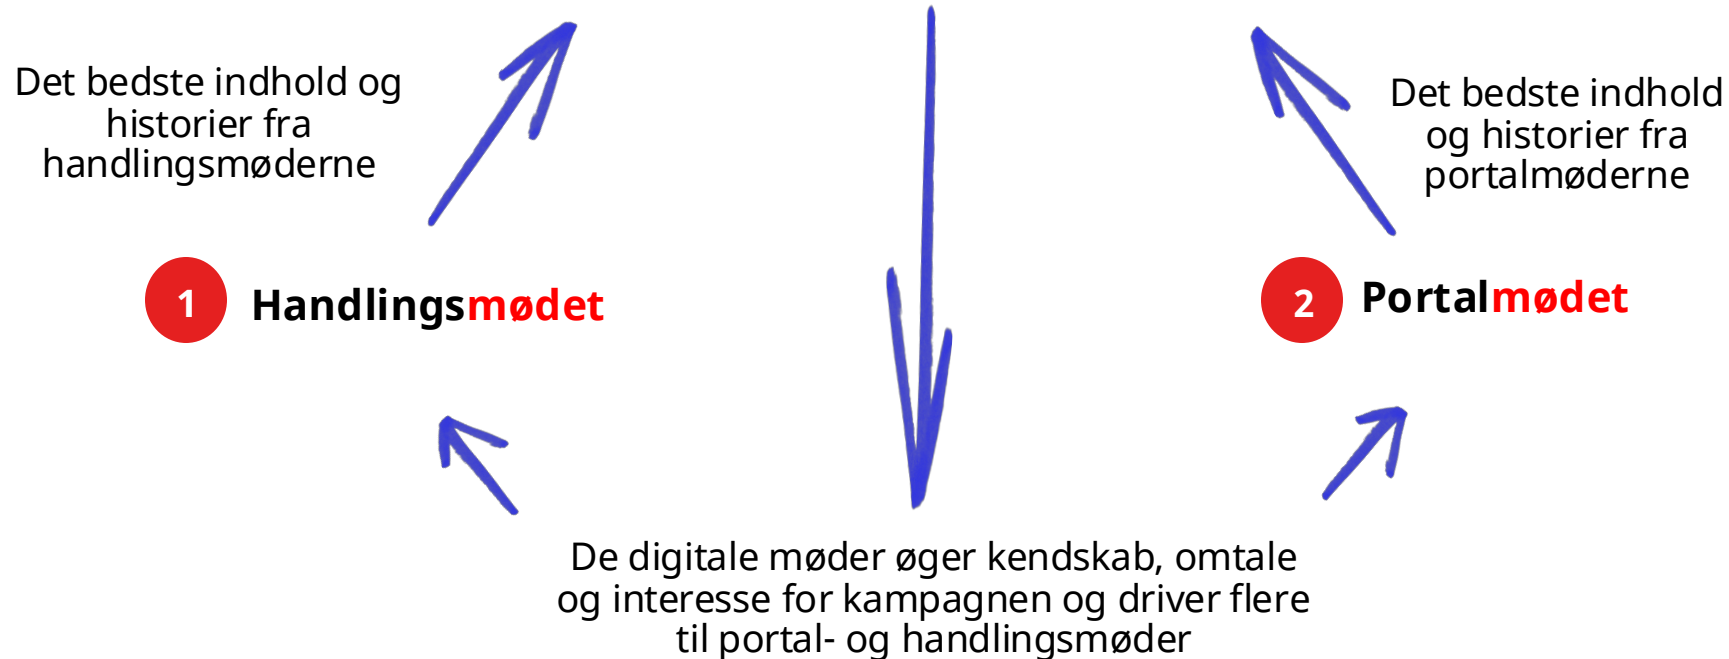 Det bedste indhold og
historier fra
handlingsmøderne
Det bedste indhold
og historier fra
portalmøderne
1 Handlingsmødet
2 Portalmødet
De digitale møder øger kendskab, omtale
og interesse for kampagnen og driver flere
til portal- og handlingsmøder